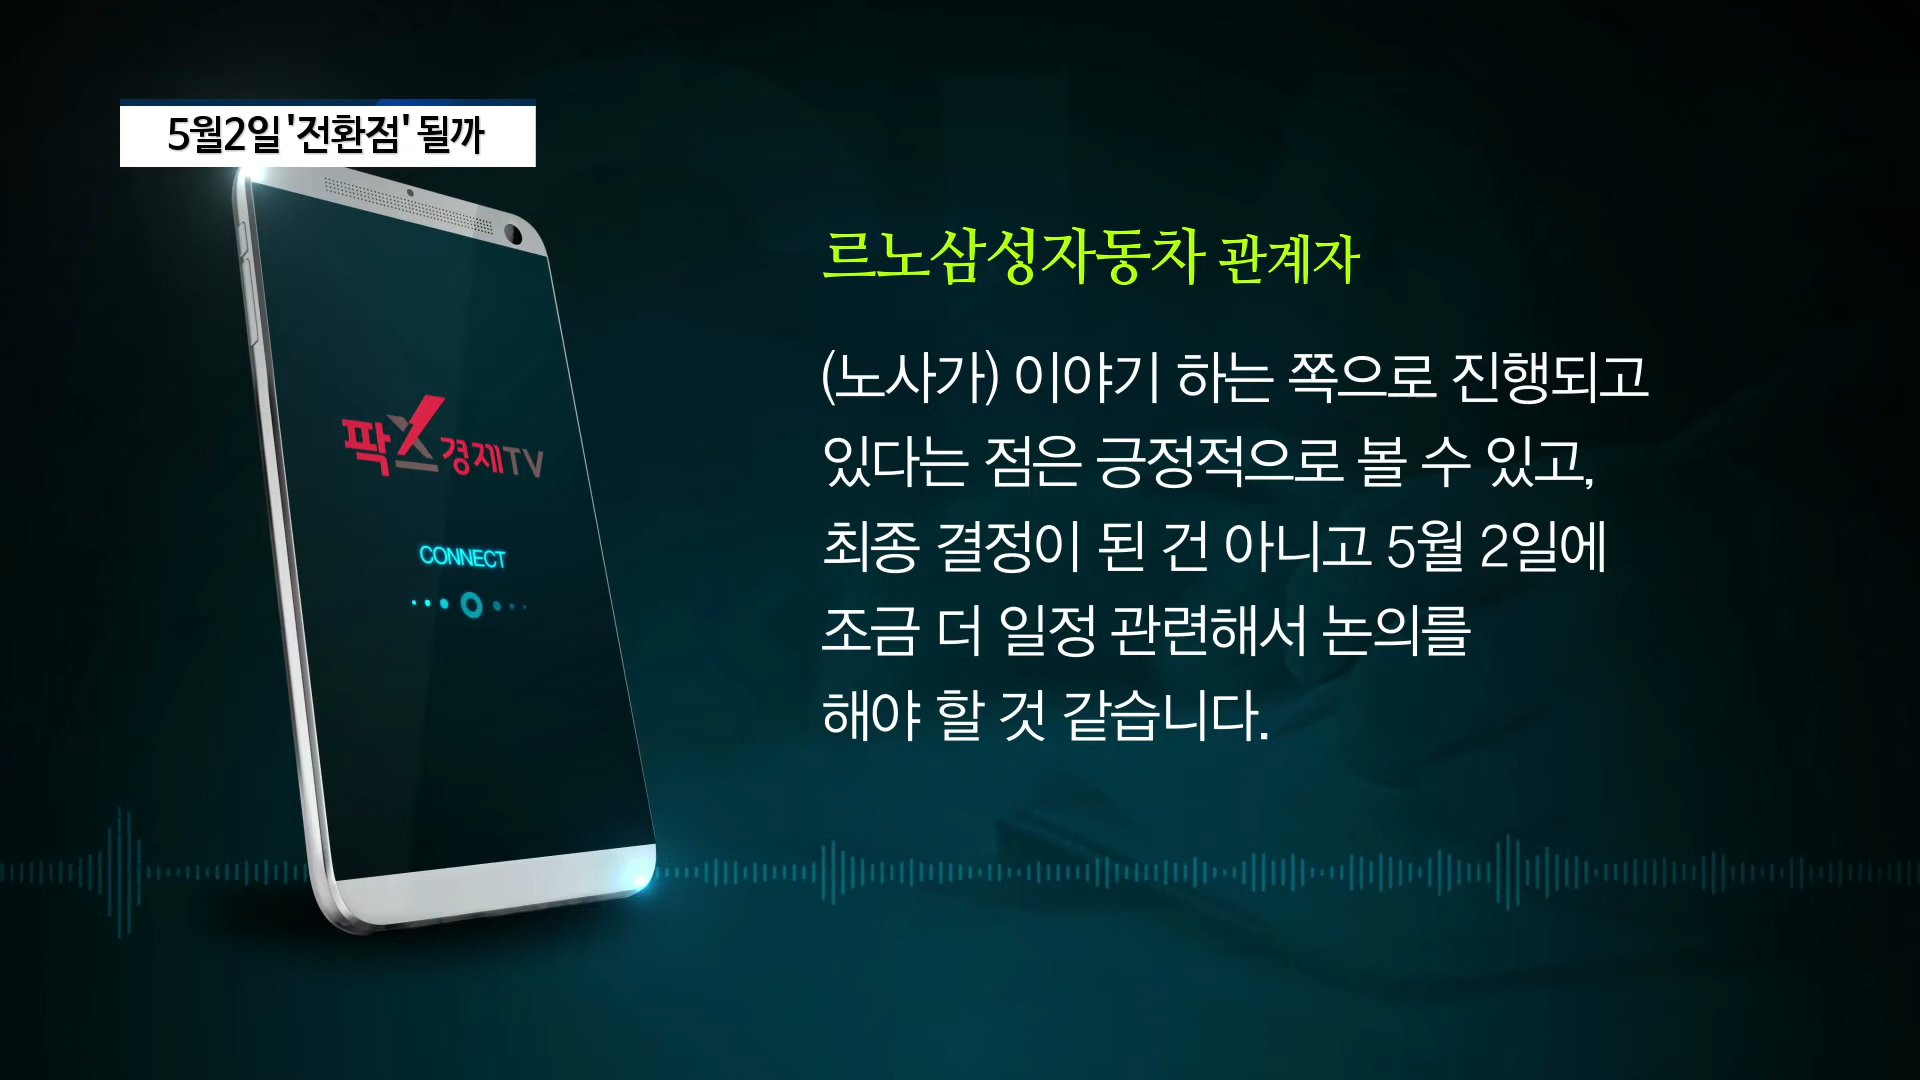 5월2일 '전환점' 될까
르노삼성자동차 관계자
(노사가) 이야기 하는 쪽으로 진행되고
있다는 점은 긍정적으로 볼 수 있고,
최종 결정이 된 건 아니고 5월 2일에
조금 더 일정 관련해서 논의를
해야 할 것 같습니다.
팍스경제TV
CONNECT